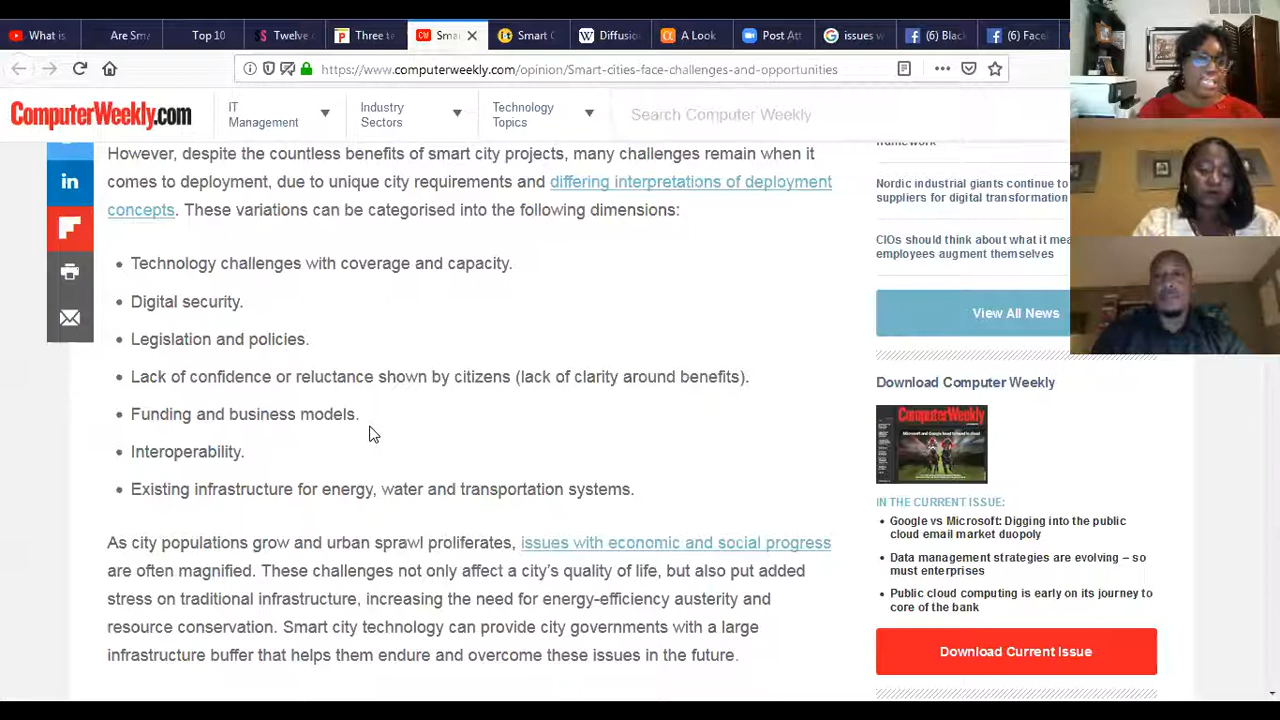 What is
Are Sma
Top 10
Twelve
Three te
Sma
Smart C
Diffusion
A Look
Post Att
issues w
(6) Black
(6) Facel
https://www.computerweekly.com/opinion/Smart-cities-face-challenges-and-opportunities
ComputerWeekly.com
IT Management
Industry Sectors
Technology Topics
Search Computer Weekly
However, despite the countless benefits of smart city projects, many challenges remain when it
comes to deployment, due to unique city requirements and differing interpretations of deployment
concepts. These variations can be categorised into the following dimensions:
• Technology challenges with coverage and capacity.
• Digital security.
• Legislation and policies.
• Lack of confidence or reluctance shown by citizens (lack of clarity around benefits).
• Funding and business models.
• Interoperability.
• Existing infrastructure for energy, water and transportation systems.
As city populations grow and urban sprawl proliferates, issues with economic and social progress
are often magnified. These challenges not only affect a city's quality of life, but also put added
stress on traditional infrastructure, increasing the need for energy-efficiency austerity and
resource conservation. Smart city technology can provide city governments with a large
infrastructure buffer that helps them endure and overcome these issues in the future.
framework
Nordic industrial giants continue to
suppliers for digital transformation
CIOs should think about what it mea
employees augment themselves
View All News
Download Computer Weekly
ComputerWeekly
IN THE CURRENT ISSUE:
• Google vs Microsoft: Digging into the public
cloud email market duopoly
• Data management strategies are evolving – so
must enterprises
• Public cloud computing is early on its journey to
core of the bank
Download Current Issue